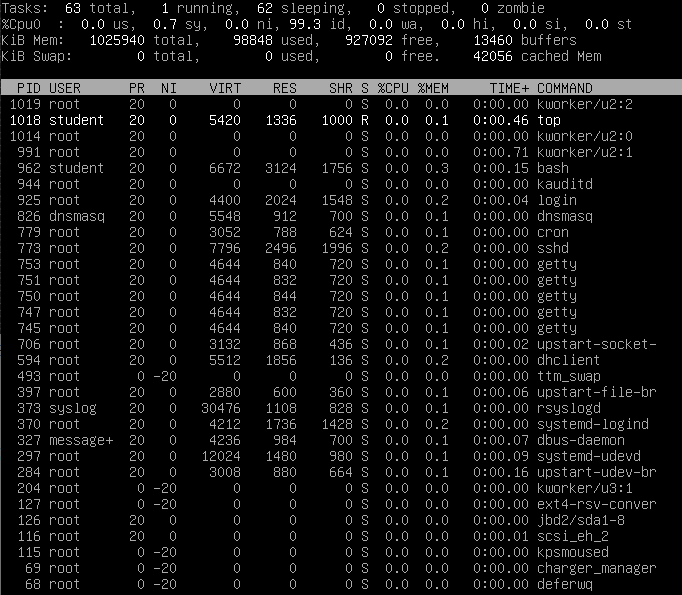 Tasks:  63 total,   1 running,  62 sleeping,   0 stopped,   0 zombie
%Cpu0  :  0.0 us,  0.7 sy,  0.0 ni, 99.3 id,  0.0 wa,  0.0 hi,  0.0 si,  0.0 st
KiB Mem:   1025940 total,    98848 used,   927092 free,    13460 buffers
KiB Swap:        0 total,        0 used,        0 free.    42056 cached Mem
PID USER      PR  NI    VIRT    RES    SHR S %CPU %MEM     TIME+ COMMAND
1019 root      20   0       0      0      0 S  0.0  0.0   0:00.00 kworker/u2:2
1018 student   20   0    5420   1336   1000 R  0.0  0.1   0:00.46 top
1014 root      20   0       0      0      0 S  0.0  0.0   0:00.00 kworker/u2:0
991 root      20   0       0      0      0 S  0.0  0.0   0:00.71 kworker/u2:1
962 student   20   0    6672   3124   1756 S  0.0  0.3   0:00.15 bash
944 root      20   0       0      0      0 S  0.0  0.0   0:00.00 kauditd
925 root      20   0    4400   2024   1548 S  0.0  0.2   0:00.04 login
826 dnsmasq   20   0    5548    912    700 S  0.0  0.1   0:00.00 dnsmasq
779 root      20   0    3052    788    624 S  0.0  0.1   0:00.00 cron
773 root      20   0    7796   2496   1996 S  0.0  0.2   0:00.00 sshd
753 root      20   0    4644    840    720 S  0.0  0.1   0:00.00 getty
751 root      20   0    4644    832    720 S  0.0  0.1   0:00.00 getty
750 root      20   0    4644    844    720 S  0.0  0.1   0:00.00 getty
747 root      20   0    4644    832    720 S  0.0  0.1   0:00.00 getty
745 root      20   0    4644    840    720 S  0.0  0.1   0:00.00 getty
706 root      20   0    3132    868    436 S  0.0  0.1   0:00.02 upstart-socket-
594 root      20   0    5512   1856    136 S  0.0  0.2   0:00.00 dhclient
493 root       0 -20       0      0      0 S  0.0  0.0   0:00.00 ttm_swap
397 root      20   0    2880    600    360 S  0.0  0.1   0:00.06 upstart-file-br
373 syslog    20   0   30476   1108    828 S  0.0  0.1   0:00.00 rsyslogd
370 root      20   0    4212   1736   1428 S  0.0  0.2   0:00.00 systemd-logind
327 message+  20   0    4236    984    700 S  0.0  0.1   0:00.07 dbus-daemon
297 root      20   0   12024   1480    980 S  0.0  0.1   0:00.09 systemd-udevd
284 root      20   0    3008    880    664 S  0.0  0.1   0:00.16 upstart-udev-br
204 root       0 -20       0      0      0 S  0.0  0.0   0:00.00 kworker/u3:1
127 root       0 -20       0      0      0 S  0.0  0.0   0:00.00 ext4-rsv-conver
126 root      20   0       0      0      0 S  0.0  0.0   0:00.00 jbd2/sda1-8
116 root      20   0       0      0      0 S  0.0  0.0   0:00.01 scsi_eh_2
115 root       0 -20       0      0      0 S  0.0  0.0   0:00.00 kpsmoused
69 root       0 -20       0      0      0 S  0.0  0.0   0:00.00 charger_manager
68 root       0 -20       0      0      0 S  0.0  0.0   0:00.00 deferwq